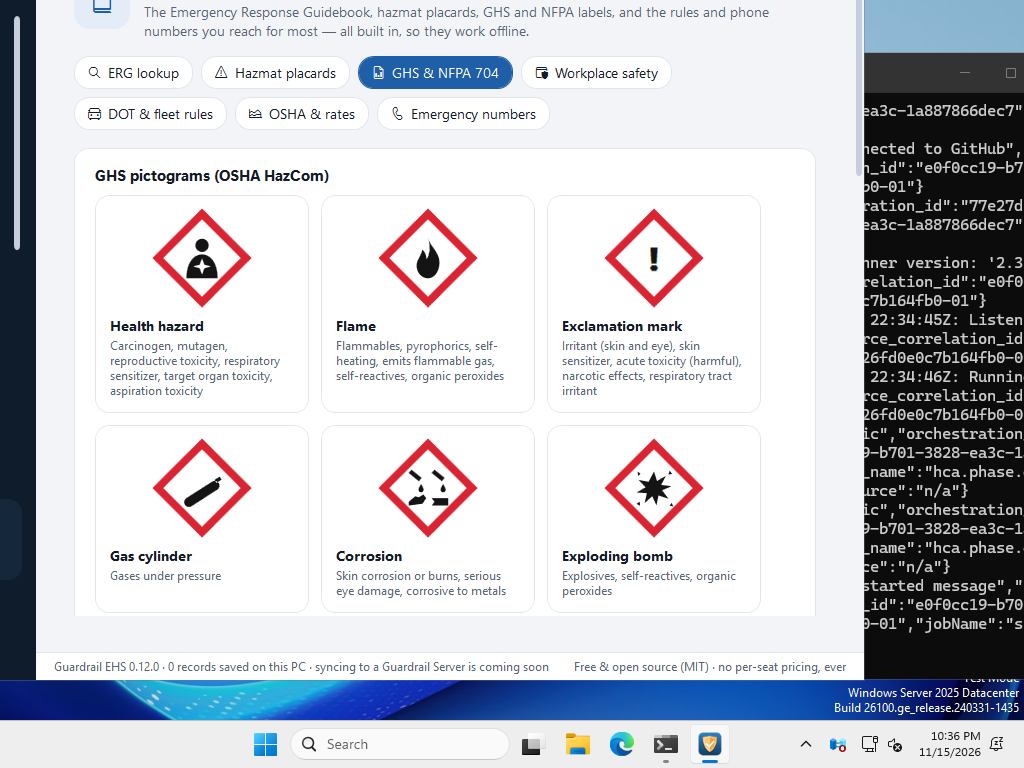 The Emergency Response Guidebook, hazmat placards, GHS and NFPA labels, and the rules and phone
numbers you reach for most — all built in, so they work offline.
ERG lookup
Hazmat placards
GHS & NFPA 704
Workplace safety
DOT & fleet rules
OSHA & rates
Emergency numbers
GHS pictograms (OSHA HazCom)
Health hazard
Carcinogen, mutagen,
reproductive toxicity, respiratory
sensitizer, target organ toxicity,
aspiration toxicity
Flame
Flammables, pyrophorics, self-
heating, emits flammable gas,
self-reactives, organic peroxides
Exclamation mark
Irritant (skin and eye), skin
sensitizer, acute toxicity (harmful),
narcotic effects, respiratory tract
irritant
Gas cylinder
Gases under pressure
Corrosion
Skin corrosion or burns, serious
eye damage, corrosive to metals
Exploding bomb
Explosives, self-reactives, organic
peroxides
Guardrail EHS 0.12.0 · 0 records saved on this PC · syncing to a Guardrail Server is coming soon
Free & open source (MIT) · no per-seat pricing, ever
ea3c-1a887866dec7"
nected to GitHub",
n_id":"e0f0cc19-b7
b0-01"}
ration_id":"77e27d
ea3c-1a887866dec7"
nner version: '2.3
relation_id":"e0f0
c7b164fb0-01"}
22:34:45Z: Listen
rce_correlation_id
26fd0e0c7b164fb0-0
22:34:46Z: Running
rce_correlation_id
26fd0e0c7b164fb0-0
ic","orchestration
9-b701-3828-ea3c-1
_name":"hca.phase.
urce":"n/a"}
ic","orchestration
9-b701-3828-ea3c-1
_name":"hca.phase.
ce":"n/a"}
started message","
_id":"e0f0cc19-b70
0-01","jobName":"s
Test Mode
Windows Server 2025 Datacenter
Build 26100.ge_release.240331-1435
Search
10:36 PM
11/15/2026